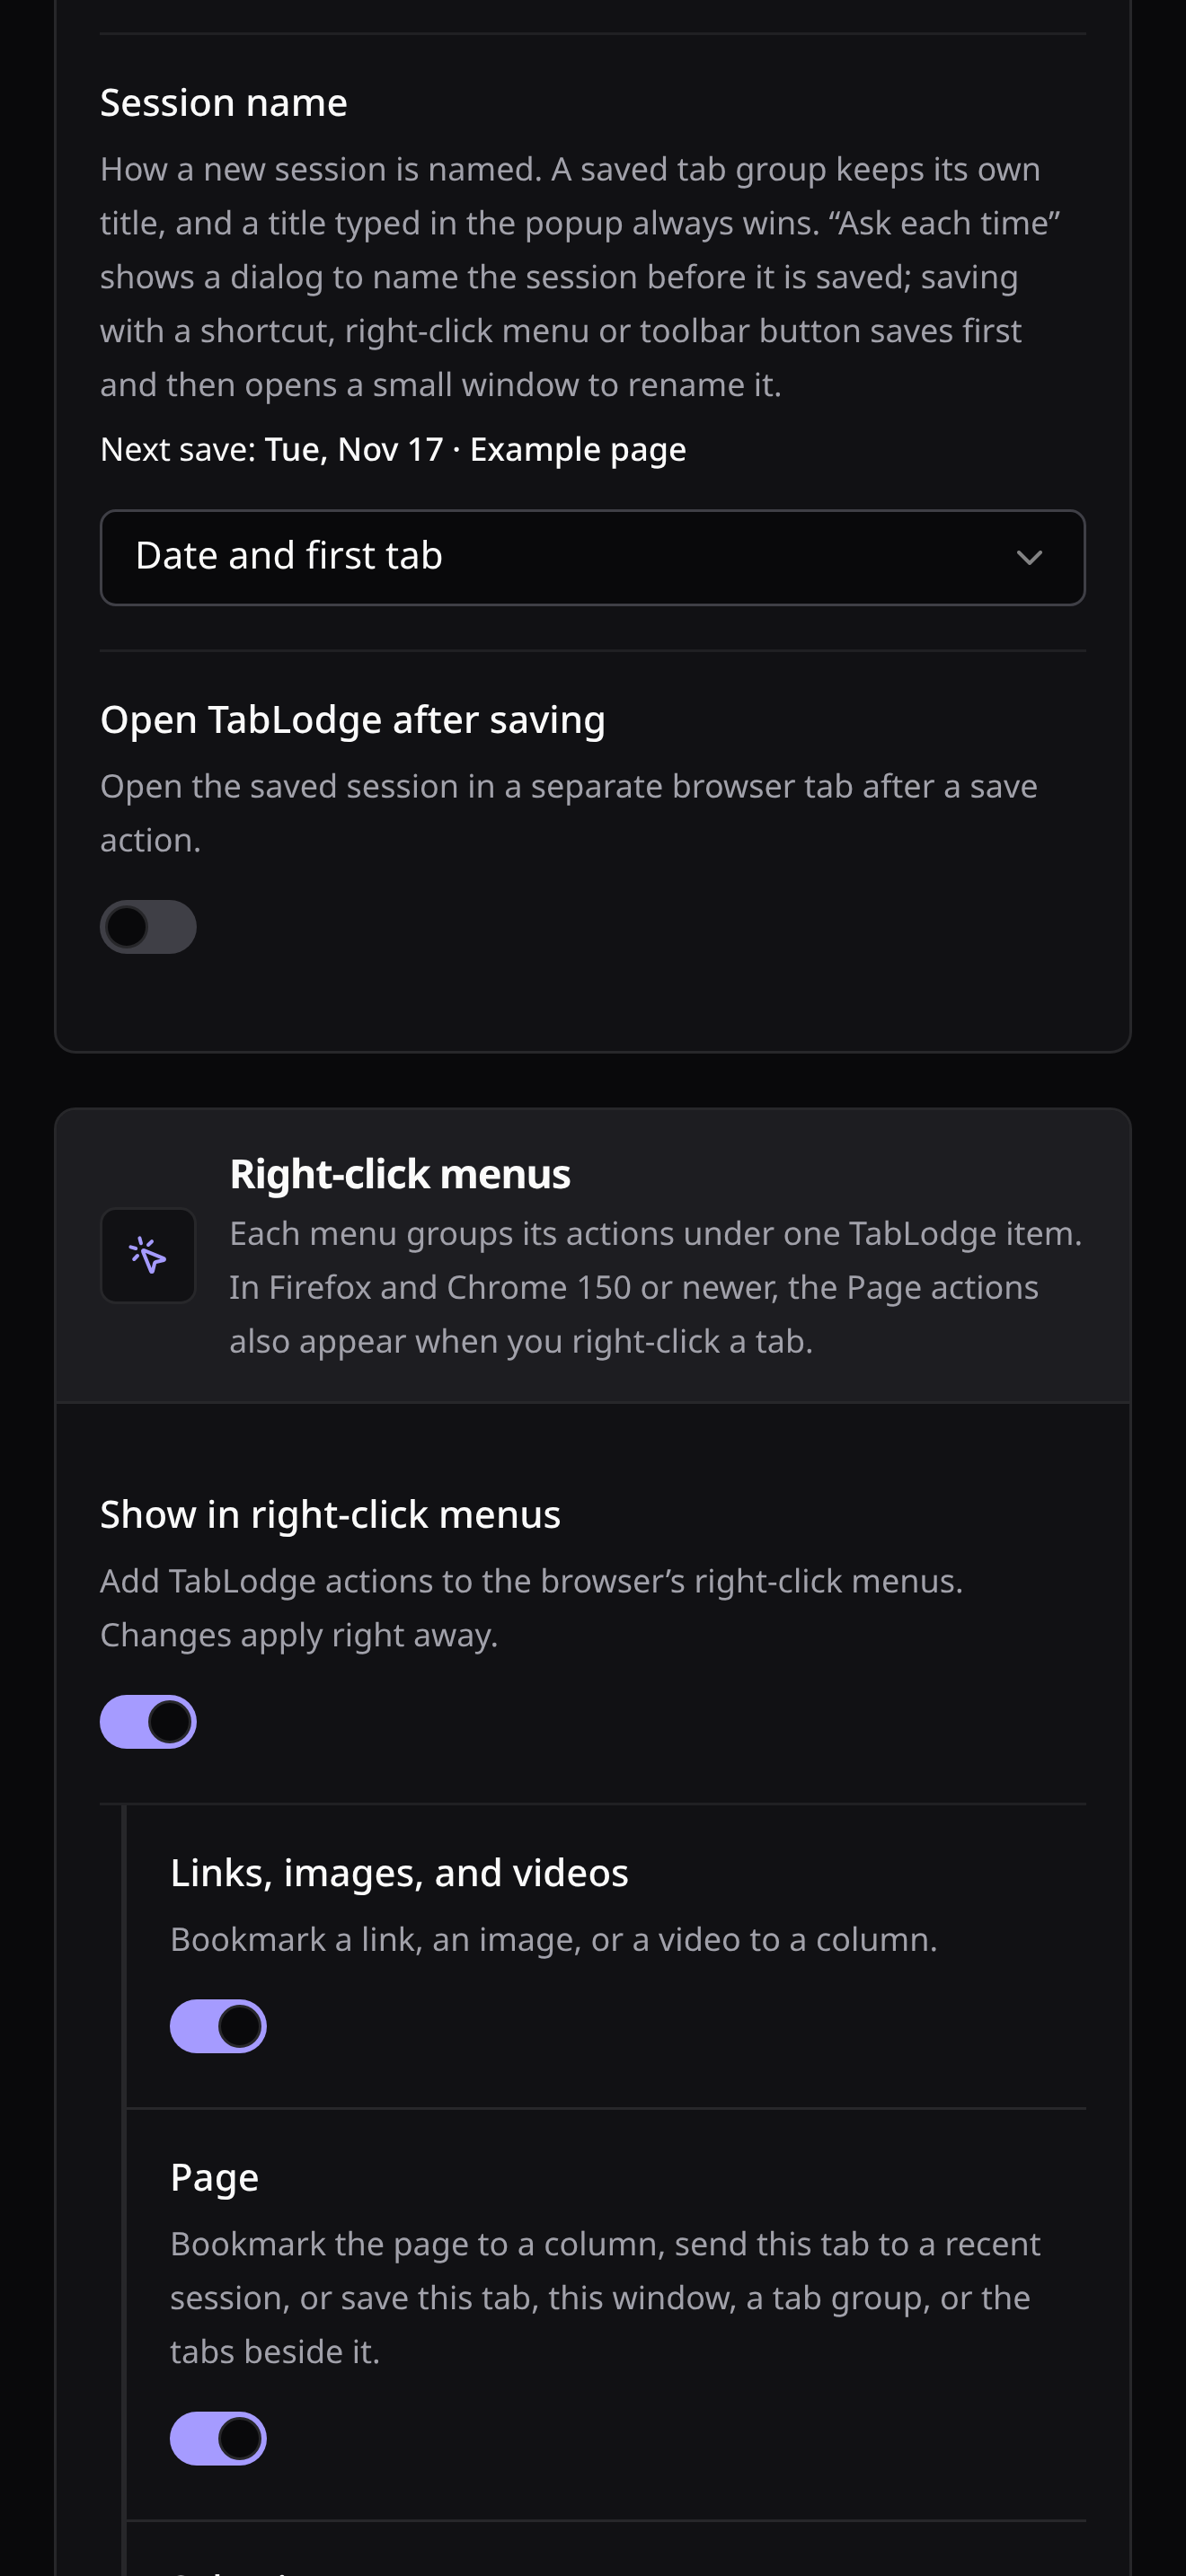 Session name
How a new session is named. A saved tab group keeps its own
title, and a title typed in the popup always wins. “Ask each time”
shows a dialog to name the session before it is saved; saving
with a shortcut, right-click menu or toolbar button saves first
and then opens a small window to rename it.
Next save: Tue, Nov 17 · Example page
Date and first tab
Open TabLodge after saving
Open the saved session in a separate browser tab after a save
action.
Right-click menus
Each menu groups its actions under one TabLodge item.
In Firefox and Chrome 150 or newer, the Page actions
also appear when you right-click a tab.
Show in right-click menus
Add TabLodge actions to the browser’s right-click menus.
Changes apply right away.
Links, images, and videos
Bookmark a link, an image, or a video to a column.
Page
Bookmark the page to a column, send this tab to a recent
session, or save this tab, this window, a tab group, or the
tabs beside it.